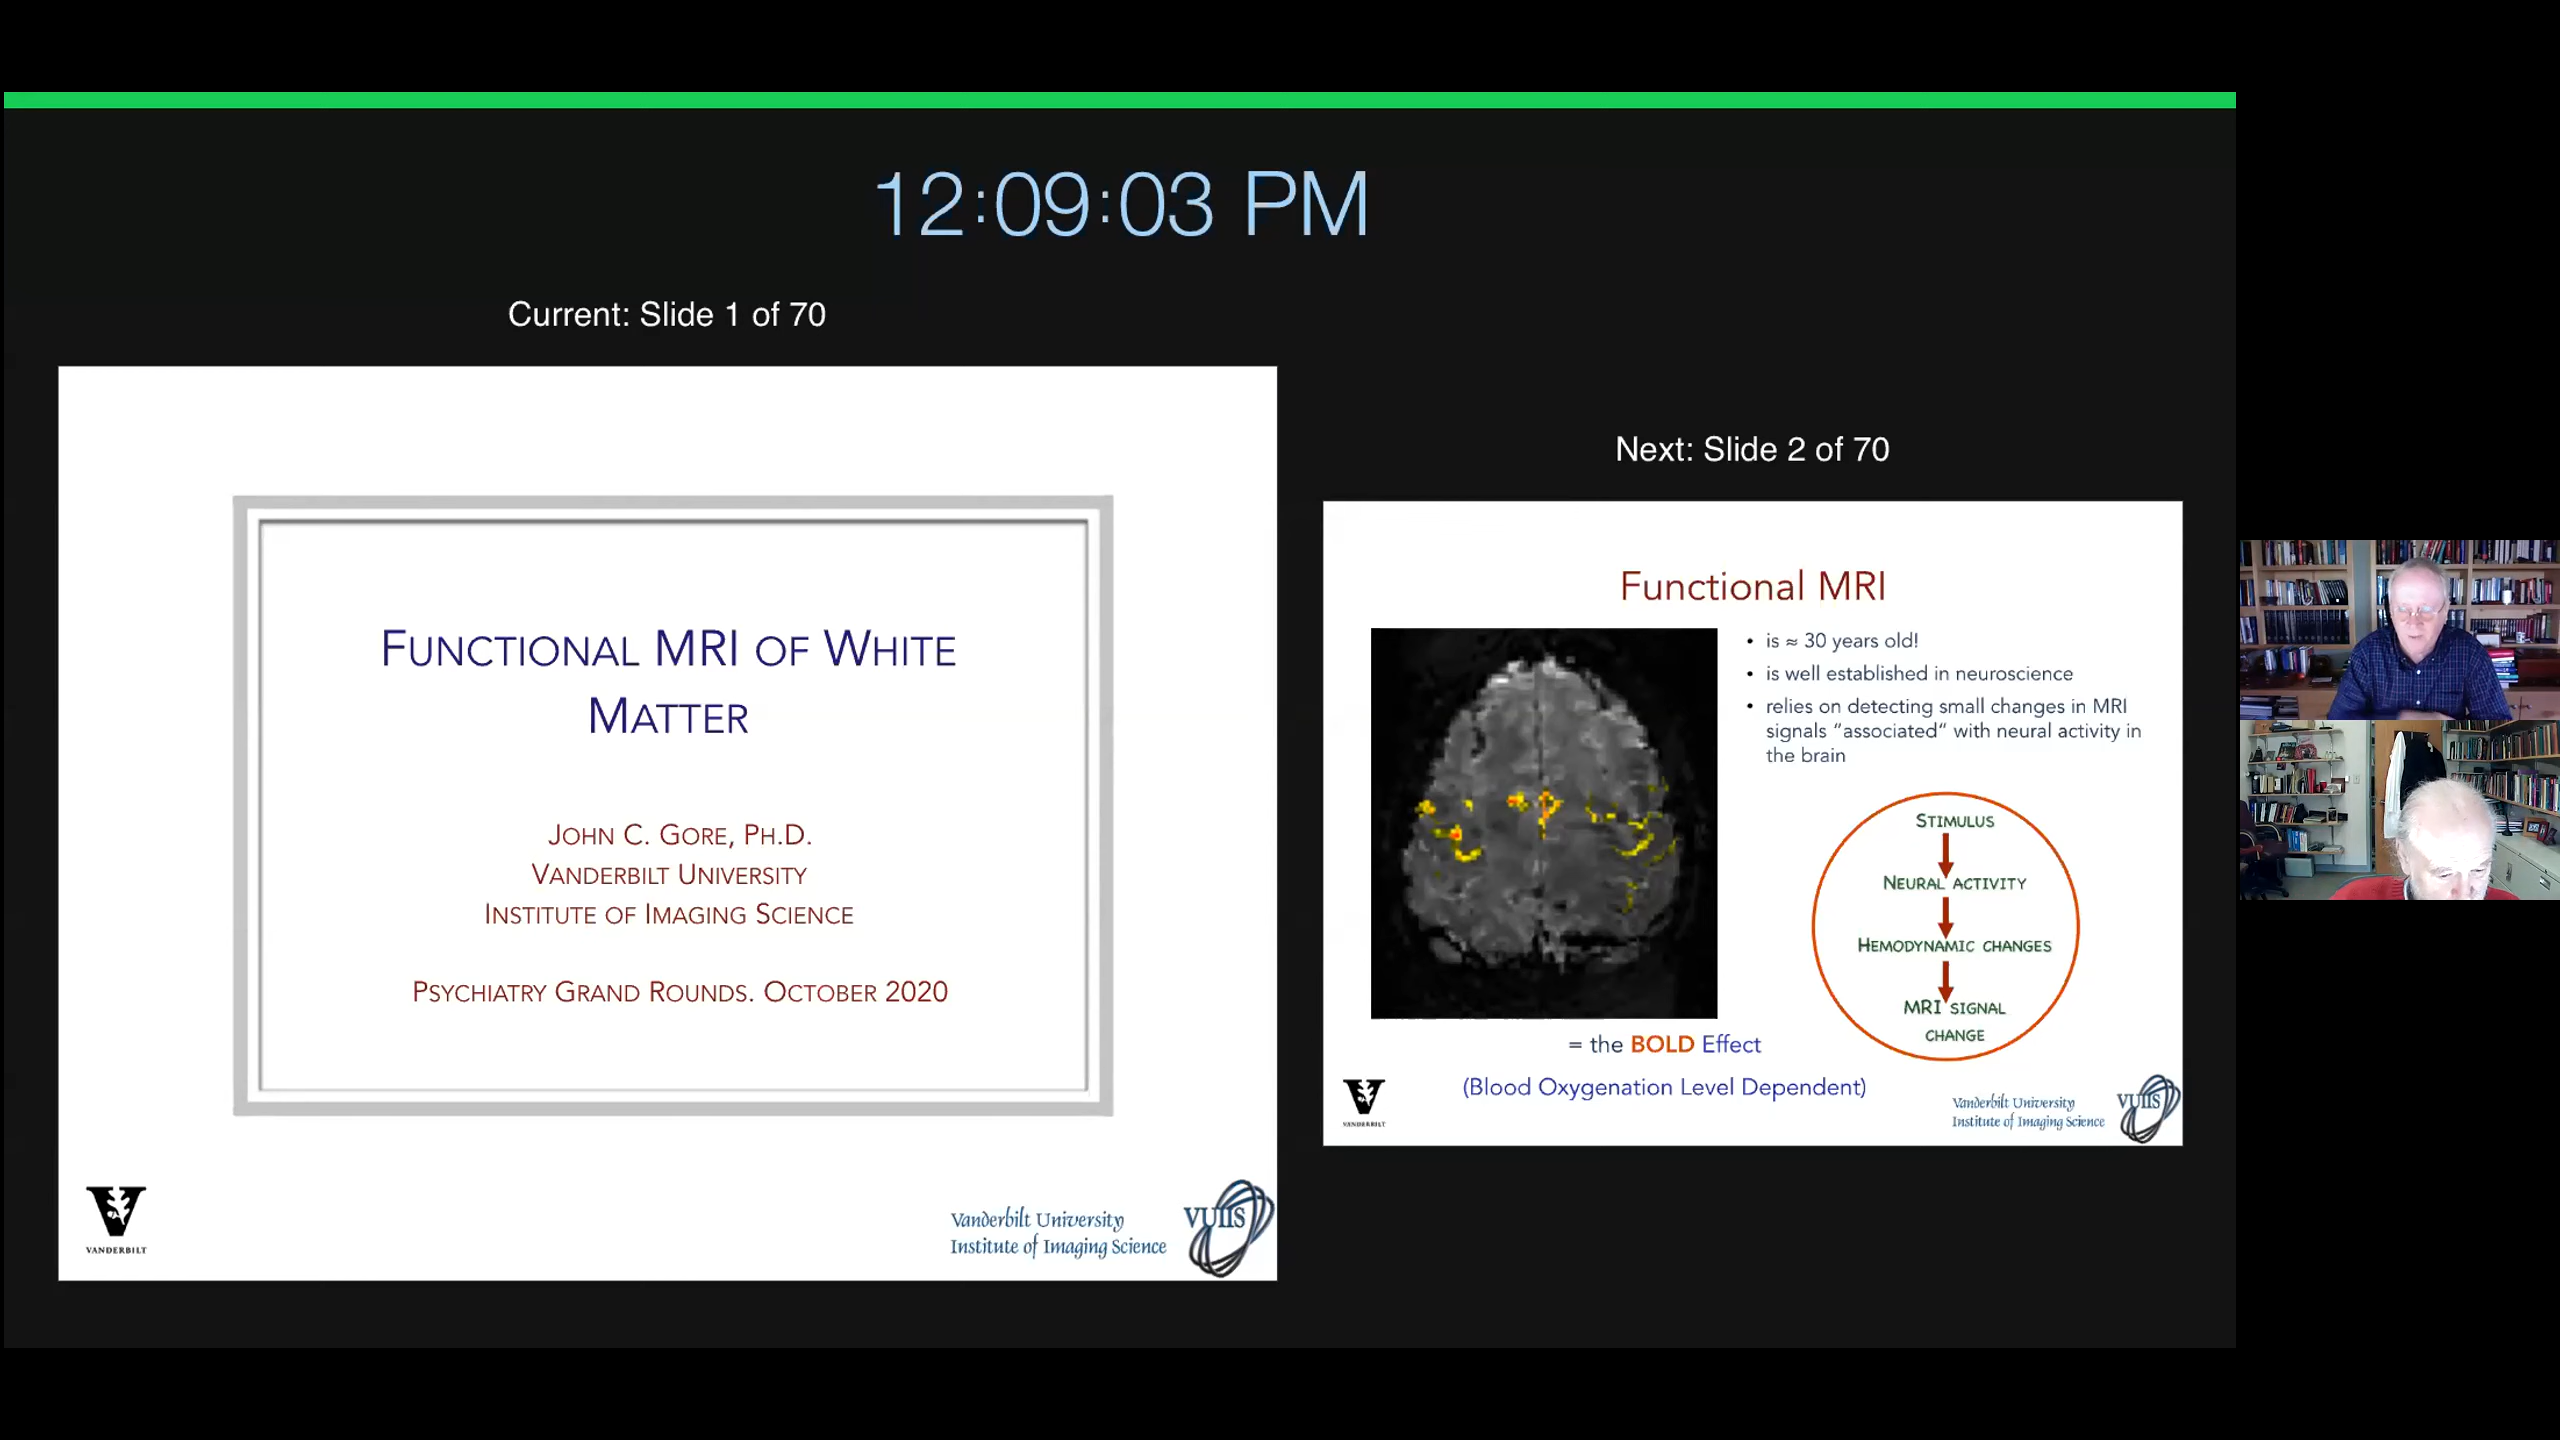 12:09:03 PM
Current: Slide 1 of 70
FUNCTIONAL MRI OF WHITE
MATTER
JOHN C. GORE, PH.D.
VANDERBILT UNIVERSITY
INSTITUTE OF IMAGING SCIENCE
PSYCHIATRY GRAND ROUNDS. OCTOBER 2020
VANDERBILT
Vanderbilt University
Institute of Imaging Science
VUIIS
Next: Slide 2 of 70
Functional MRI
• is ≈ 30 years old!
• is well established in neuroscience
• relies on detecting small changes in MRI
signals “associated“ with neural activity in
the brain
STIMULUS
NEURAL ACTIVITY
HEMODYNAMIC CHANGES
MRI SIGNAL
CHANGE
= the BOLD Effect
(Blood Oxygenation Level Dependent)
VANDERBILT
Vanderbilt University
Institute of Imaging Science
VUIIS